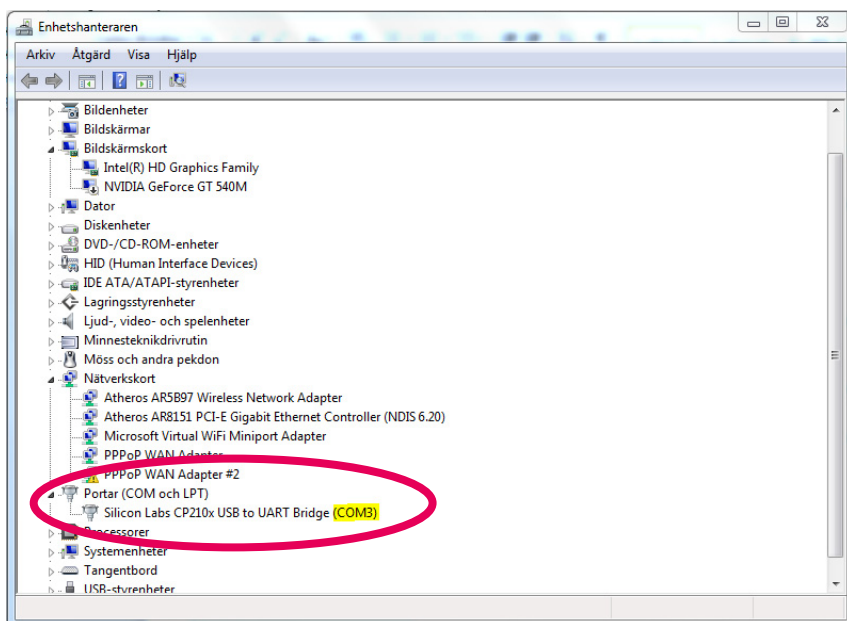 Enhetshanteraren
Arkiv Åtgärd Visa Hjälp
Bildenheter
Bildskärmar
Bildskärmskort
Intel(R) HD Graphics Family
NVIDIA GeForce GT 540M
Dator
Diskenheter
DVD-/CD-ROM-enheter
HID (Human Interface Devices)
IDE ATA/ATAPI-styrenheter
Lagringsstyrenheter
Ljud-, video- och spelenheter
Minnesteknikdrivrutin
Möss och andra pekdon
Nätverkskort
Atheros AR5B97 Wireless Network Adapter
Atheros AR8151 PCI-E Gigabit Ethernet Controller (NDIS 6.20)
Microsoft Virtual WiFi Miniport Adapter
PPPoP WAN Adapter
PPPoP WAN Adapter #2
Portar (COM och LPT)
Silicon Labs CP210x USB to UART Bridge (COM3)
Processorer
Systemenheter
Tangentbord
USB-styrenheter